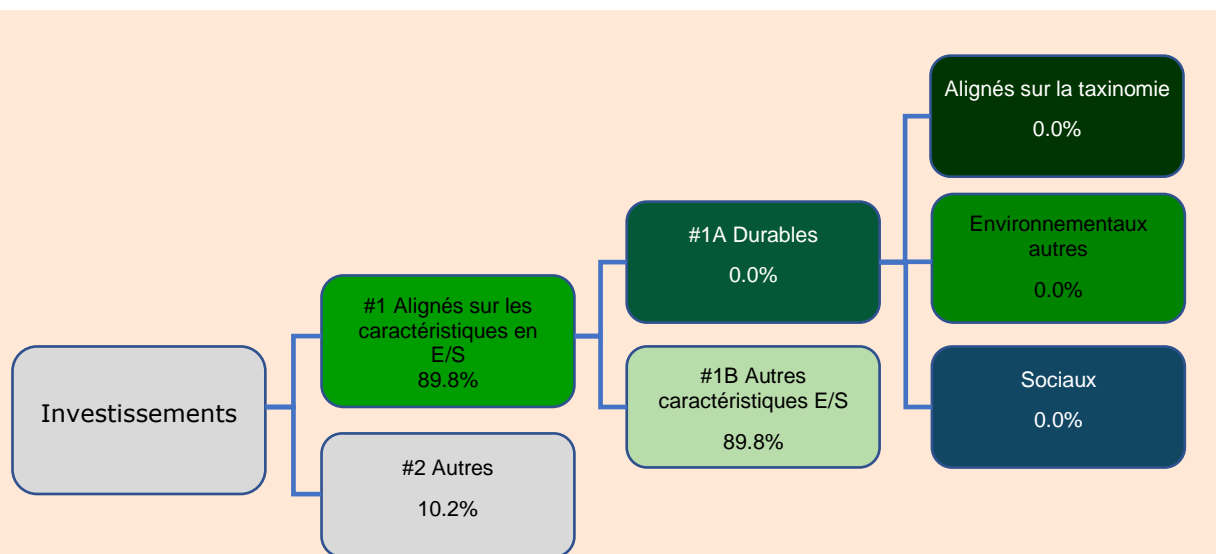 Investissements
#1 Alignés sur les
caractéristiques en
E/S
89.8%
#2 Autres
10.2%
#1A Durables
0.0%
#1B Autres
caractéristiques E/S
89.8%
Alignés sur la taxinomie
0.0%
Environnementaux
autres
0.0%
Sociaux
0.0%